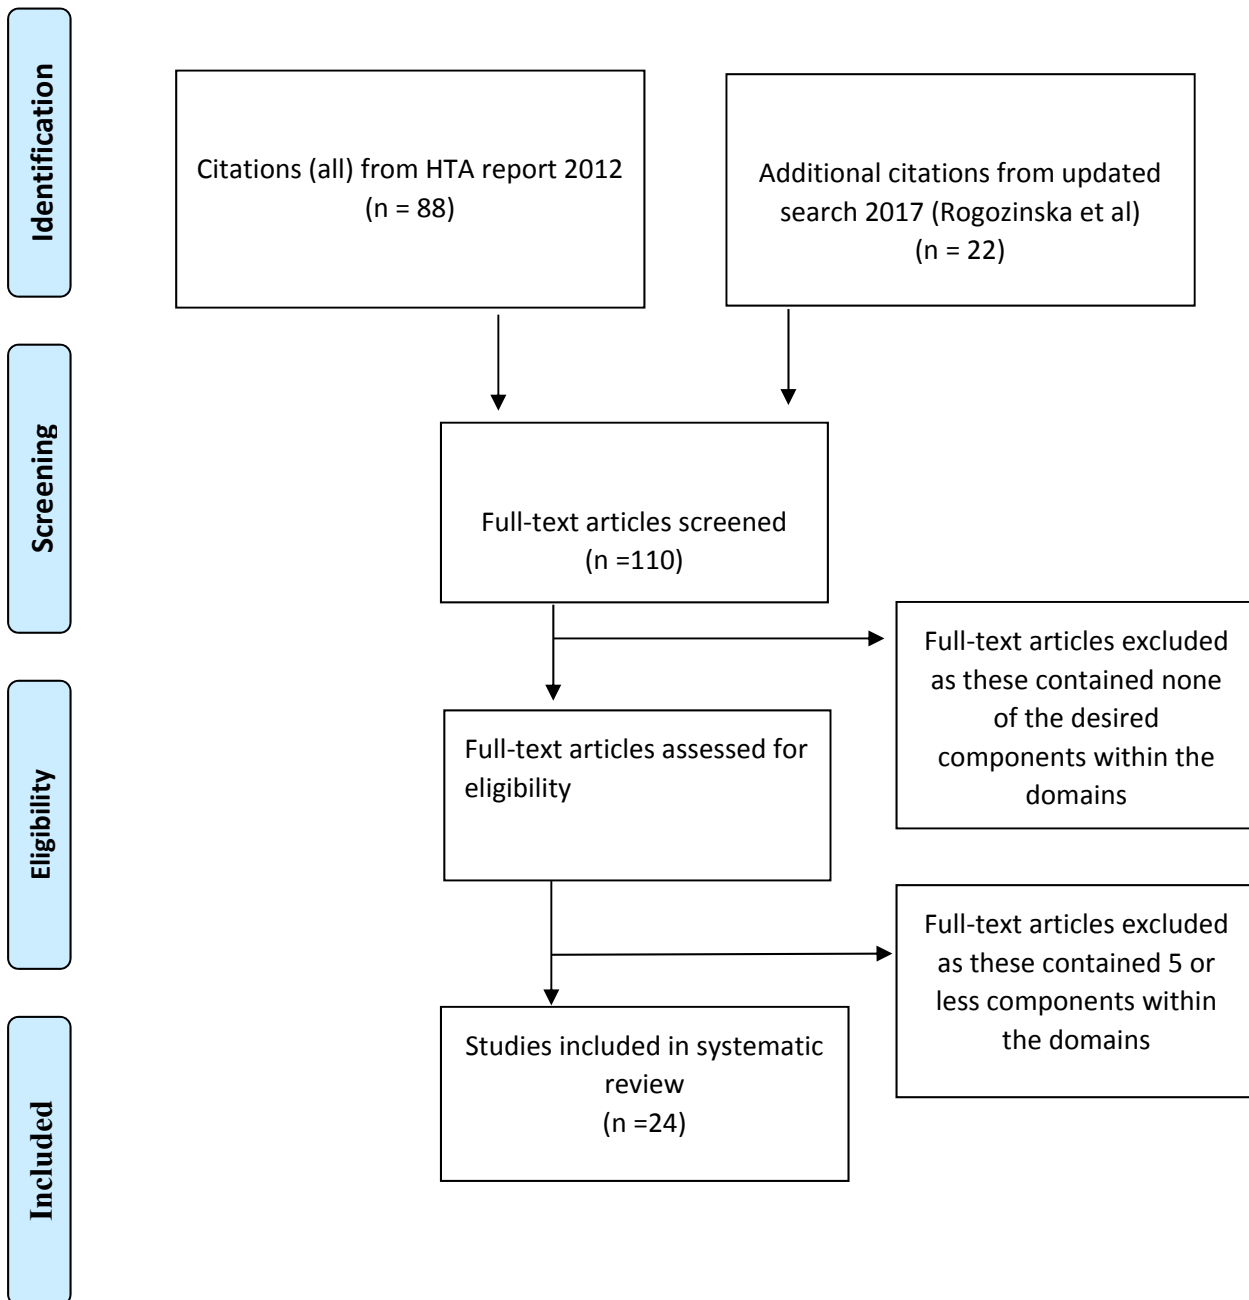 Identification
Citations (all) from HTA report 2012
(n = 88)
Additional citations from updated
search 2017 (Rogozinska et al)
(n = 22)
Screening
Full-text articles screened
(n =110)
Full-text articles excluded
as these contained none
of the desired
components within the
domains
Eligibility
Full-text articles assessed for
eligibility
Full-text articles excluded
as these contained 5 or
less components within
the domains
Included
Studies included in systematic
review
(n =24)